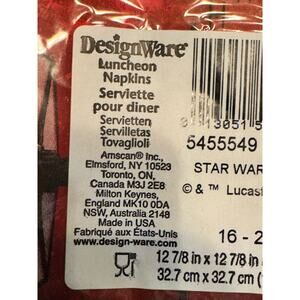 DesignWare®
Luncheon
Napkins
Serviette
pour diner
Servietten
Servilletas
Tovaglioli
Amscan® Inc.,
Elmsford, NY 10523
Toronto, ON,
Canada M3J 2E8
Milton Keynes,
England MK10 0DA
NSW, Australia 2148
Made in USA
Fabriqué aux États-Unis
www.design-ware.com
13051 5
5455549
STAR WAR
© & ™ Lucasf
16 - 2
12 7/8 in x 12 7/8 in
32.7 cm x 32.7 cm (